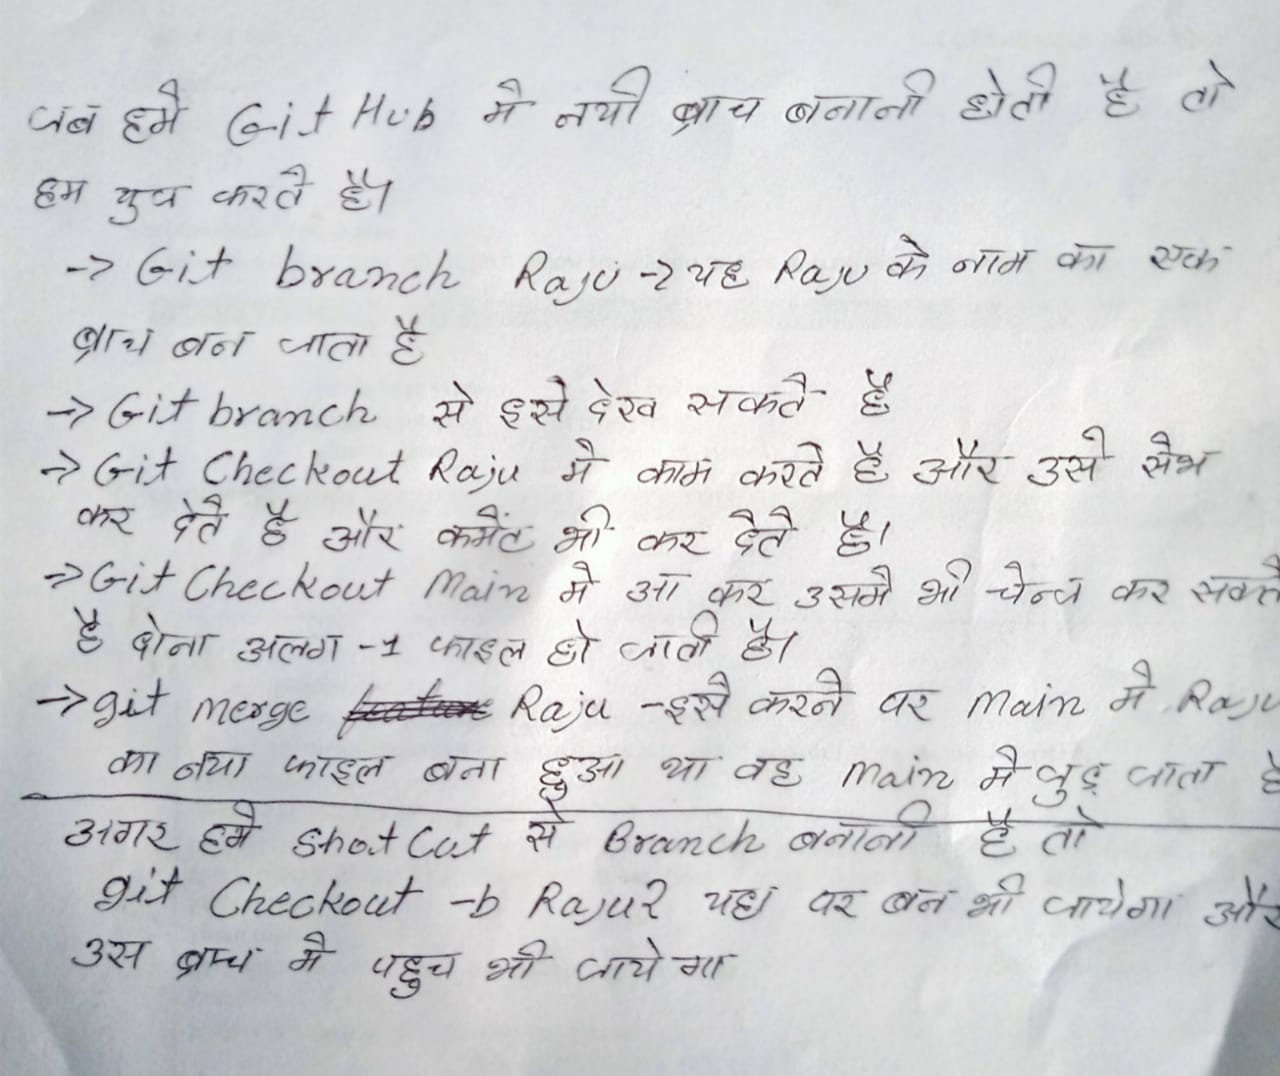 जब हमे GitHub मे नयी ब्राच बनानी होती है तो
हम युज करते है।
-> Git branch Raju -> यह Raju के नाम का एक
ब्राच बन जाता है
-> Git branch से इसे देख सकते है
-> Git Checkout Raju मे काम करते है और उसे सेभ
कर देते है और कमेंट भी कर देते है।
-> Git Checkout Main मे आ कर उसमे भी चेन्ज कर सकते
है दोना अलग -1 फाइल हो जाती है।
-> git merge Raju -इसे करने पर Main मे Raju
का नया फाइल बना हुआ था वह main मे जुड़ जाता है
अगर हमे ShotCut से Branch बनानी है तो
git Checkout -b Raju2 यहा पर बन भी जायेगा और
उस ब्राच मे पहुच भी जायेगा